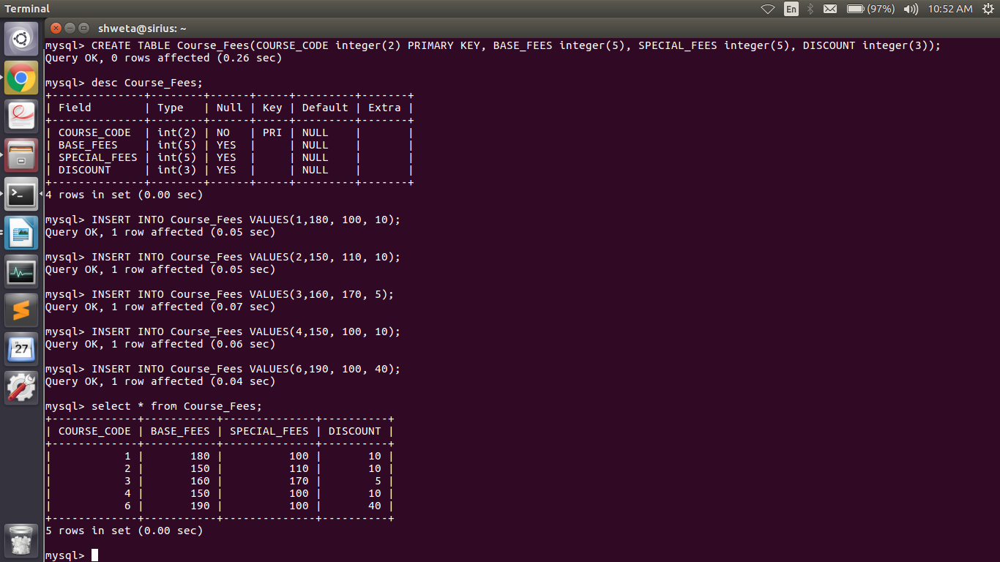 Terminal
En
(97%)
10:52 AM
shweta@sirius: ~
mysql> CREATE TABLE Course_Fees(COURSE_CODE integer(2) PRIMARY KEY, BASE_FEES integer(5), SPECIAL_FEES integer(5), DISCOUNT integer(3));
Query OK, 0 rows affected (0.26 sec)
mysql> desc Course_Fees;
+--------------+--------+------+-----+---------+-------+
| Field        | Type   | Null | Key | Default | Extra |
+--------------+--------+------+-----+---------+-------+
| COURSE_CODE  | int(2) | NO   | PRI | NULL    |       |
| BASE_FEES    | int(5) | YES  |     | NULL    |       |
| SPECIAL_FEES | int(5) | YES  |     | NULL    |       |
| DISCOUNT     | int(3) | YES  |     | NULL    |       |
+--------------+--------+------+-----+---------+-------+
4 rows in set (0.00 sec)
mysql> INSERT INTO Course_Fees VALUES(1,180, 100, 10);
Query OK, 1 row affected (0.05 sec)
mysql> INSERT INTO Course_Fees VALUES(2,150, 110, 10);
Query OK, 1 row affected (0.05 sec)
mysql> INSERT INTO Course_Fees VALUES(3,160, 170, 5);
Query OK, 1 row affected (0.07 sec)
mysql> INSERT INTO Course_Fees VALUES(4,150, 100, 10);
Query OK, 1 row affected (0.06 sec)
mysql> INSERT INTO Course_Fees VALUES(6,190, 100, 40);
Query OK, 1 row affected (0.04 sec)
mysql> select * from Course_Fees;
+-------------+-----------+--------------+----------+
| COURSE_CODE | BASE_FEES | SPECIAL_FEES | DISCOUNT |
+-------------+-----------+--------------+----------+
|           1 |       180 |          100 |       10 |
|           2 |       150 |          110 |       10 |
|           3 |       160 |          170 |        5 |
|           4 |       150 |          100 |       10 |
|           6 |       190 |          100 |       40 |
+-------------+-----------+--------------+----------+
5 rows in set (0.00 sec)
mysql>
27